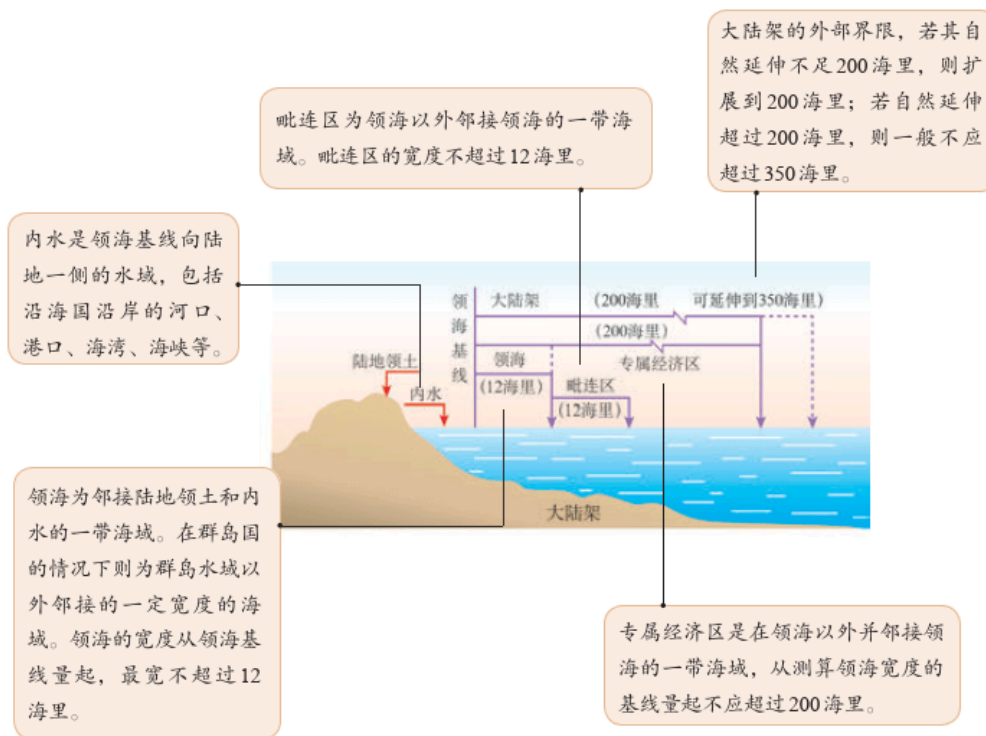 大陆架的外部界限，若其自
然延伸不足200海里，则扩
展到200海里；若自然延伸
超过200海里，则一般不应
超过350海里。
毗连区为领海以外邻接领海的一带海
域。毗连区的宽度不超过12海里。
内水是领海基线向陆
地一侧的水域，包括
沿海国沿岸的河口、
港口、海湾、海峡等。
领海基线
大陆架
(200海里
可延伸到350海里)
(200海里)
专属经济区
领海
(12海里)
毗连区
(12海里)
陆地领土
内水
大陆架
领海为邻接陆地领土和内
水的一带海域。在群岛国
的情况下则为群岛水域以
外邻接的一定宽度的海
域。领海的宽度从领海基
线量起，最宽不超过12
海里。
专属经济区是在领海以外并邻接领
海的一带海域，从测算领海宽度的
基线量起不应超过200海里。